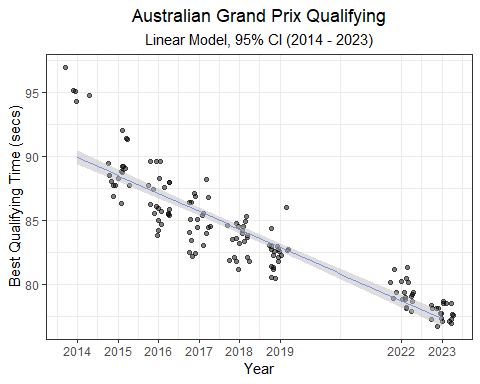 Australian Grand Prix Qualifying
Linear Model, 95% CI (2014 - 2023)
Best Qualifying Time (secs)
95
90
85
80
2014 2015 2016 2017 2018 2019 2022 2023
Year